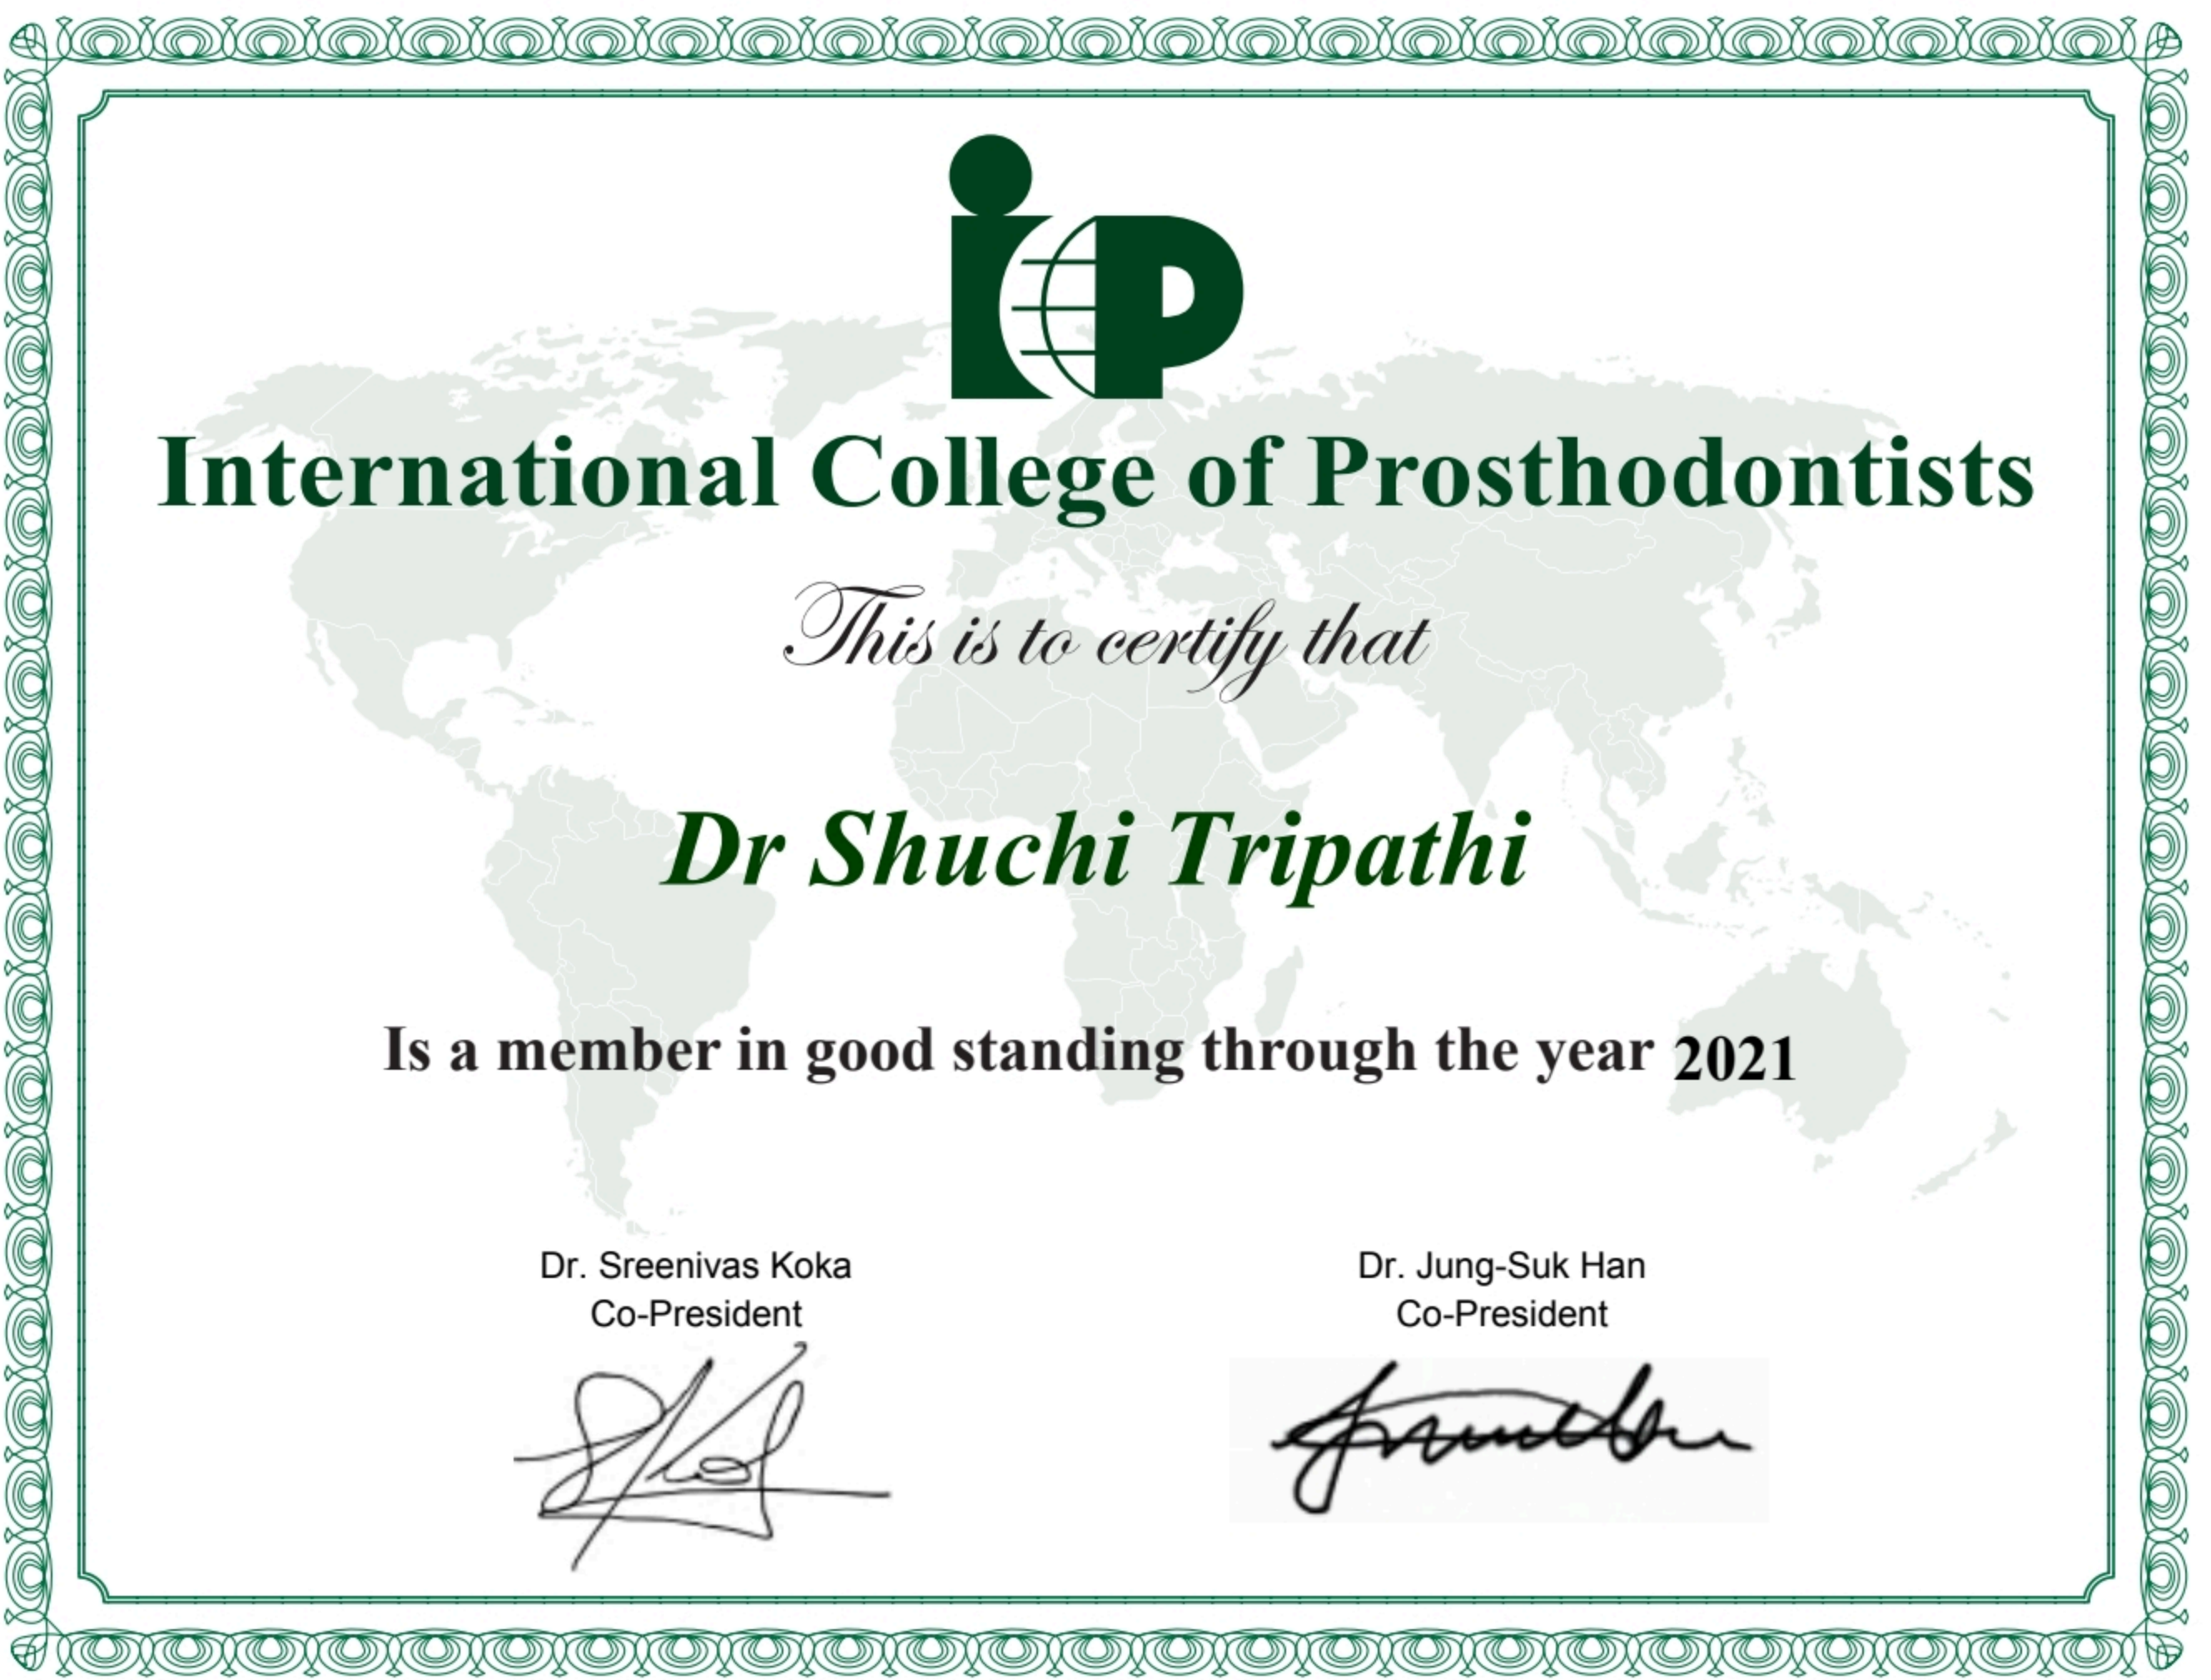 iCP
International College of Prosthodontists
This is to certify that
Dr Shuchi Tripathi
Is a member in good standing through the year 2021
Dr. Sreenivas Koka
Co-President
Dr. Jung-Suk Han
Co-President